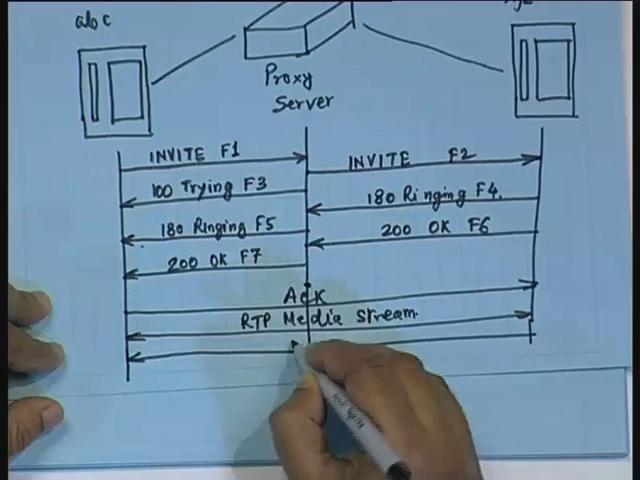 abc
Proxy
Server
INVITE F1
INVITE F2
100 Trying F3
180 Ringing F4
180 Ringing F5
200 OK F6
200 OK F7
Ack
RTP Media Stream